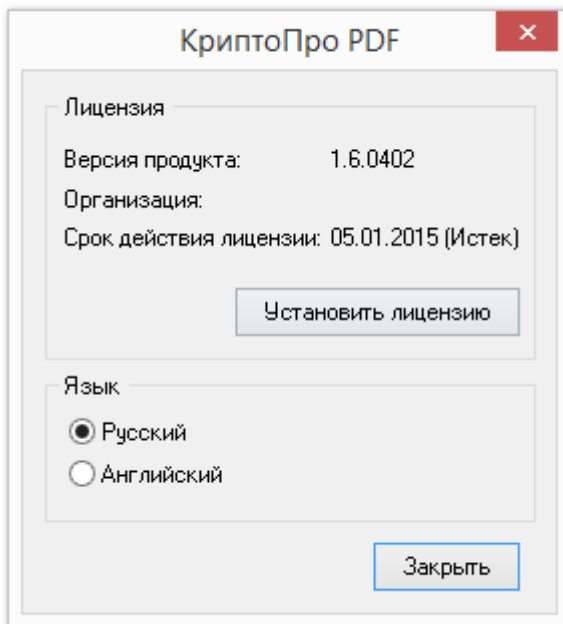 КриптоПро PDF
Лицензия
Версия продукта: 1.6.0402
Организация:
Срок действия лицензии: 05.01.2015 (Истек)
Установить лицензию
Язык
Русский
Английский
Закрыть